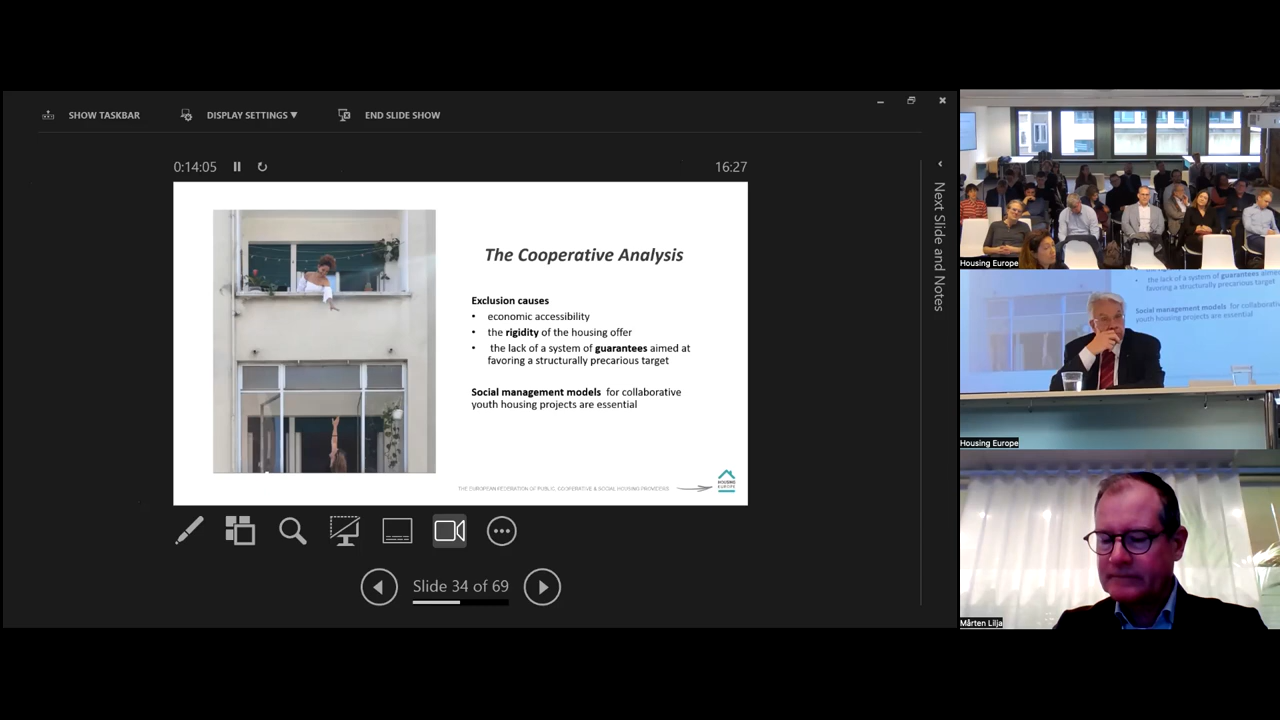 SHOW TASKBAR
DISPLAY SETTINGS ▼
END SLIDE SHOW
0:14:05
16:27
Next Slide and Notes
The Cooperative Analysis
Exclusion causes
• economic accessibility
• the rigidity of the housing offer
• the lack of a system of guarantees aimed at
favoring a structurally precarious target
Social management models for collaborative
youth housing projects are essential
THE EUROPEAN FEDERATION OF PUBLIC, COOPERATIVE & SOCIAL HOUSING PROVIDERS
HOUSING
EUROPE
Slide 34 of 69
Housing Europe
the lack of a system of guarantees aimed
favoring a structurally precarious target
Social management models for collaborative
youth housing projects are essential
Housing Europe
Mårten Lilja